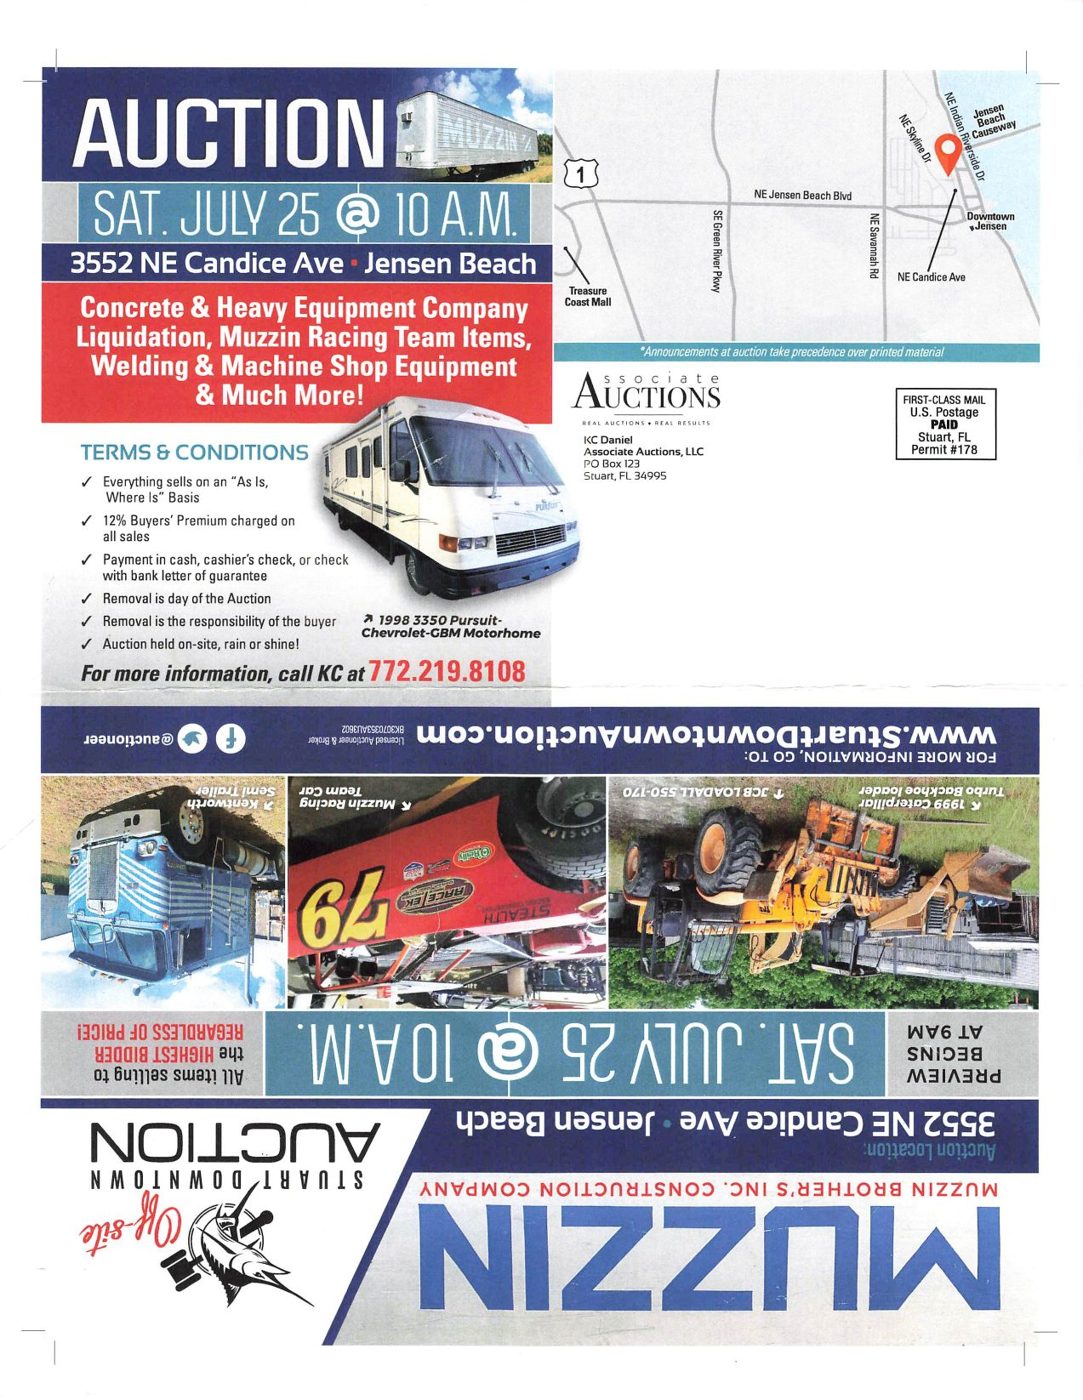 AUCTION
MUZZIN
SAT. JULY 25 @ 10 A.M.
3552 NE Candice Ave • Jensen Beach
Concrete & Heavy Equipment Company
Liquidation, Muzzin Racing Team Items,
Welding & Machine Shop Equipment
& Much More!
TERMS & CONDITIONS
✓ Everything sells on an “As Is,
Where Is” Basis
✓ 12% Buyers’ Premium charged on
all sales
✓ Payment in cash, cashier’s check, or check
with bank letter of guarantee
✓ Removal is day of the Auction
✓ Removal is the responsibility of the buyer
✓ Auction held on-site, rain or shine!
PURSUIT
1998 3350 Pursuit-
Chevrolet-GBM Motorhome
For more information, call KC at 772.219.8108
1
Treasure
Coast Mall
NE Jensen Beach Blvd
SE Green River Pkwy
NE Savannah Rd
NE Skyline Dr
NE Indian Riverside Dr
Jensen
Beach
Causeway
Downtown
Jensen
NE Candice Ave
*Announcements at auction take precedence over printed material
Associate
AUCTIONS
REAL AUCTIONS • REAL RESULTS
KC Daniel
Associate Auctions, LLC
PO Box 123
Stuart, FL 34995
FIRST-CLASS MAIL
U.S. Postage
PAID
Stuart, FL
Permit #178
MUZZIN
MUZZIN BROTHER'S INC. CONSTRUCTION COMPANY
Off-site
STUART DOWNTOWN
AUCTION
Auction Location:
3552 NE Candice Ave • Jensen Beach
PREVIEW
BEGINS
AT 9AM
SAT. JULY 25 @ 10 A.M.
All items selling to
the HIGHEST BIDDER
REGARDLESS OF PRICE!
79
STEALTH
RACETEK
O'Reilly
1999 Caterpillar
Turbo Backhoe loader
JCB LOADALL 550-170
Muzzin Racing
Team Car
Kentworth
Semi Trailer
FOR MORE INFORMATION, GO TO:
www.StuartDowntownAuction.com
Licensed Auctioneer & Broker
BK3070353AU3602
@auctioneer